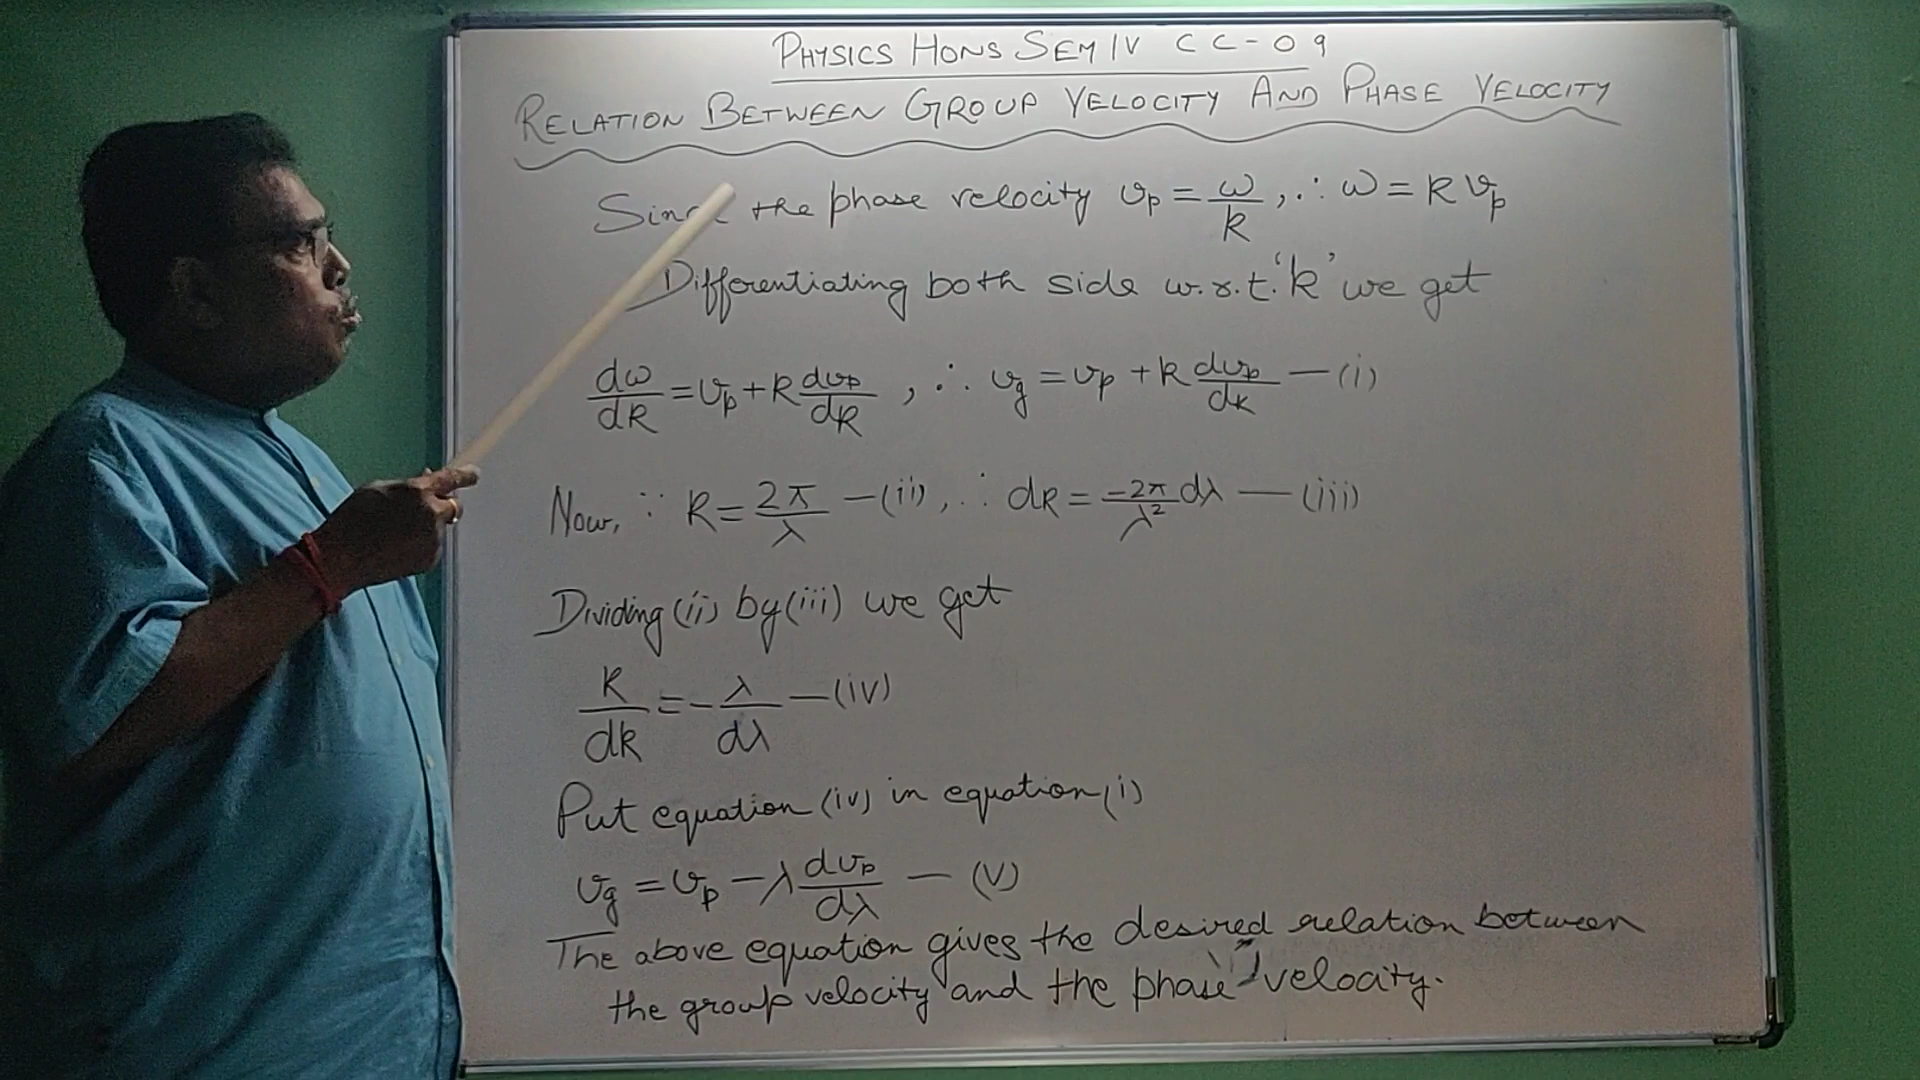 PHYSICS HONS SEM IV CC-09
RELATION BETWEEN GROUP VELOCITY AND PHASE VELOCITY
Since the phase velocity υp = ω/k , ∴ ω = k υp
Differentiating both side w.r.t. 'k' we get
dω/dk = υp + k dυp/dk , ∴ υg = υp + k dυp/dk — (i)
Now, ∵ k = 2π/λ — (ii), ∴ dk = -2π/λ² dλ — (iii)
Dividing (ii) by (iii) we get
k/dk = - λ/dλ — (iv)
Put equation (iv) in equation (i)
υg = υp - λ dυp/dλ — (v)
The above equation gives the desired relation between
the group velocity and the phase velocity.